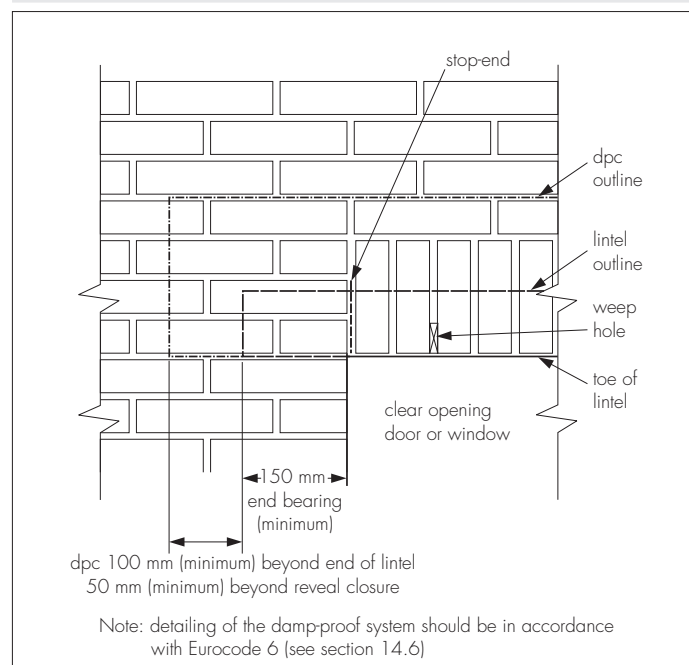 stop-end
dpc
outline
lintel
outline
weep
hole
toe of
lintel
clear opening
door or window
150 mm
end bearing
(minimum)
dpc 100 mm (minimum) beyond end of lintel
50 mm (minimum) beyond reveal closure
Note: detailing of the damp-proof system should be in accordance
with Eurocode 6 (see section 14.6)